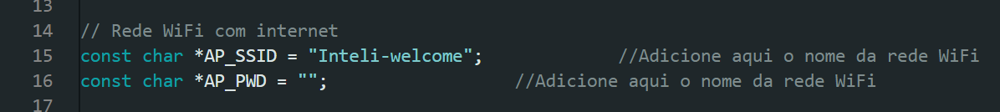 13
14 // Rede WiFi com internet
15 const char *AP_SSID = "Inteli-welcome"; //Adicione aqui o nome da rede WiFi
16 const char *AP_PWD = ""; //Adicione aqui o nome da rede WiFi
17